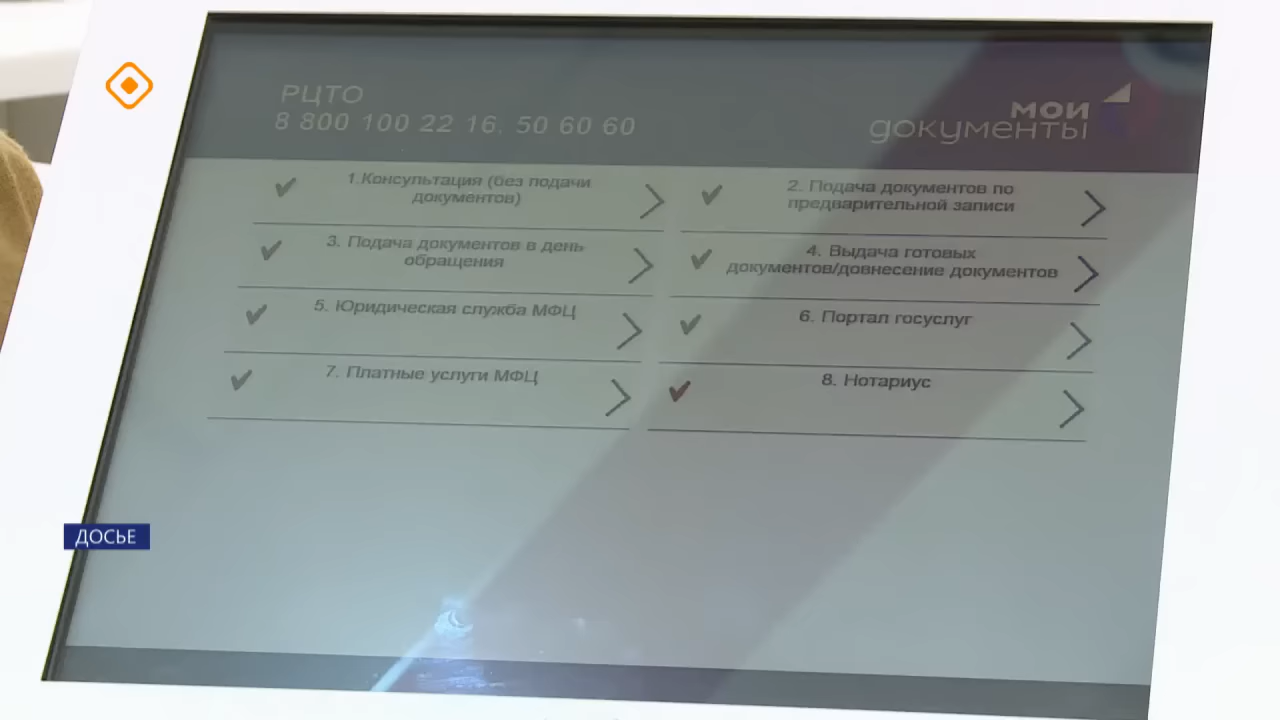 РЦТО
8 800 100 22 16. 50 60 60
мои
документы
1.Консультация (без подачи
документов)
2. Подача документов по
предварительной записи
3. Подача документов в день
обращения
4. Выдача готовых
документов/довнесение документов
5. Юридическая служба МФЦ
6. Портал госуслуг
7. Платные услуги МФЦ
8. Нотариус
ДОСЬЕ